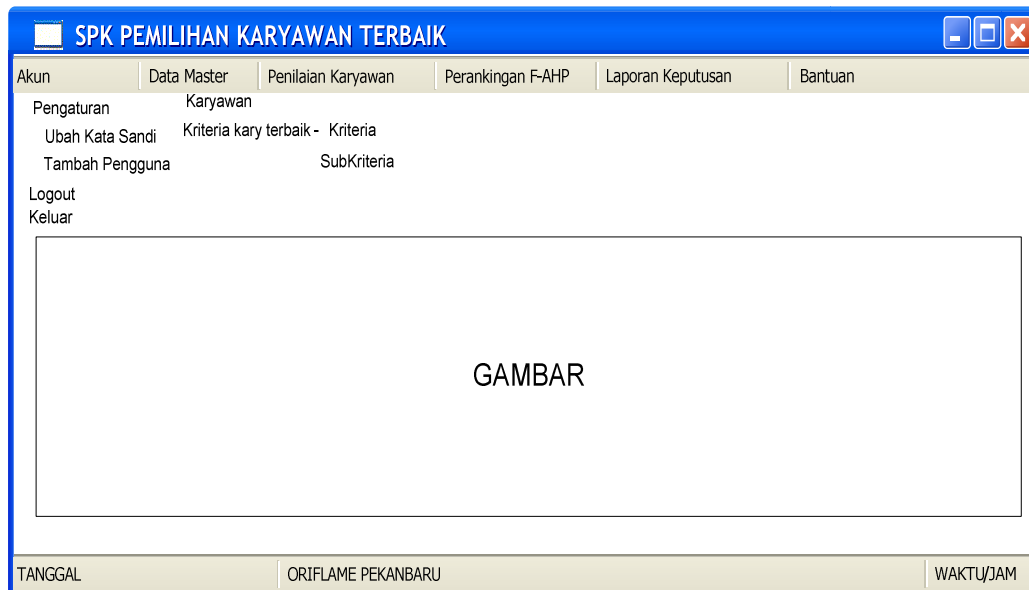 SPK PEMILIHAN KARYAWAN TERBAIK
Akun Data Master Penilaian Karyawan Perankingan F-AHP Laporan Keputusan Bantuan
Pengaturan Karyawan
Ubah Kata Sandi Kriteria kary terbaik - Kriteria
Tambah Pengguna SubKriteria
Logout
Keluar
GAMBAR
TANGGAL ORIFLAME PEKANBARU WAKTU/JAM